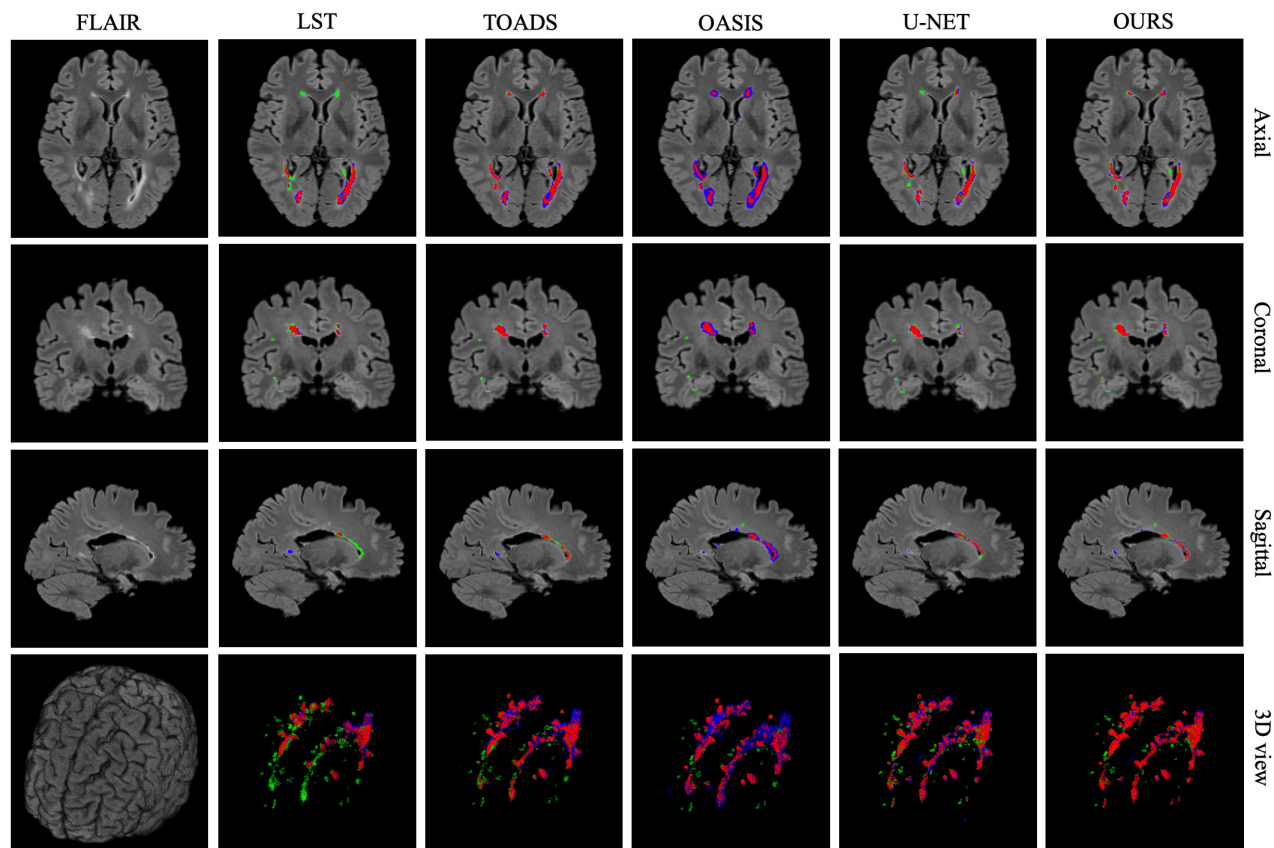 FLAIR LST TOADS OASIS U-NET OURS
Axial
Coronal
Sagittal
3D view